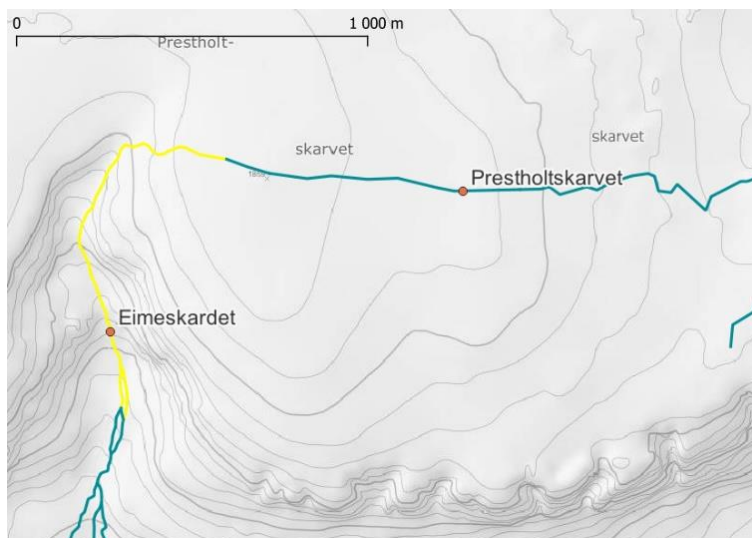 0
1 000 m
Prestholt-
skarvet
skarvet
Prestholtskarvet
Eimeskardet